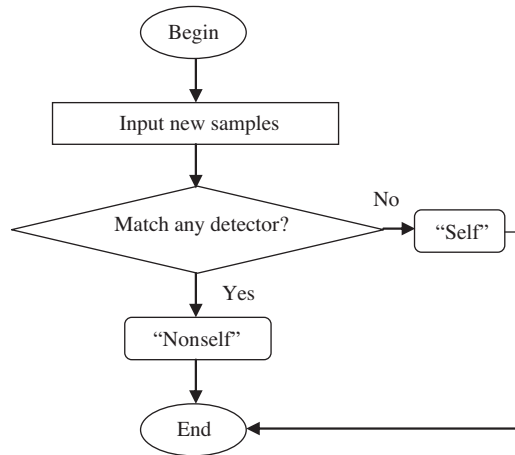 Begin
Input new samples
Match any detector?
No
“Self”
Yes
“Nonself”
End